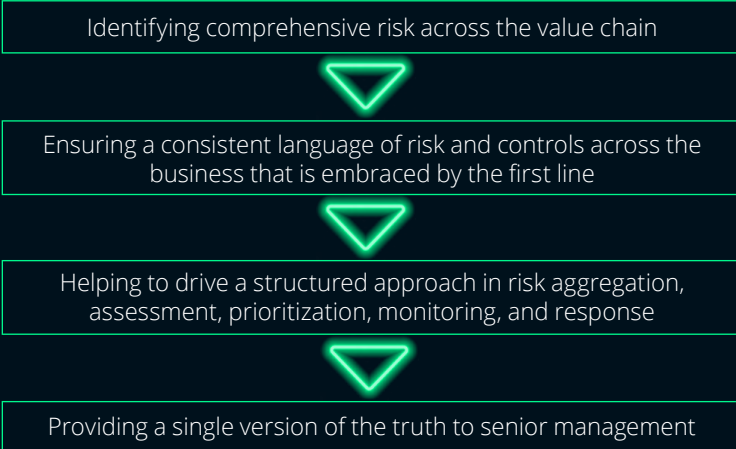 Identifying comprehensive risk across the value chain
Ensuring a consistent language of risk and controls across the
business that is embraced by the first line
Helping to drive a structured approach in risk aggregation,
assessment, prioritization, monitoring, and response
Providing a single version of the truth to senior management